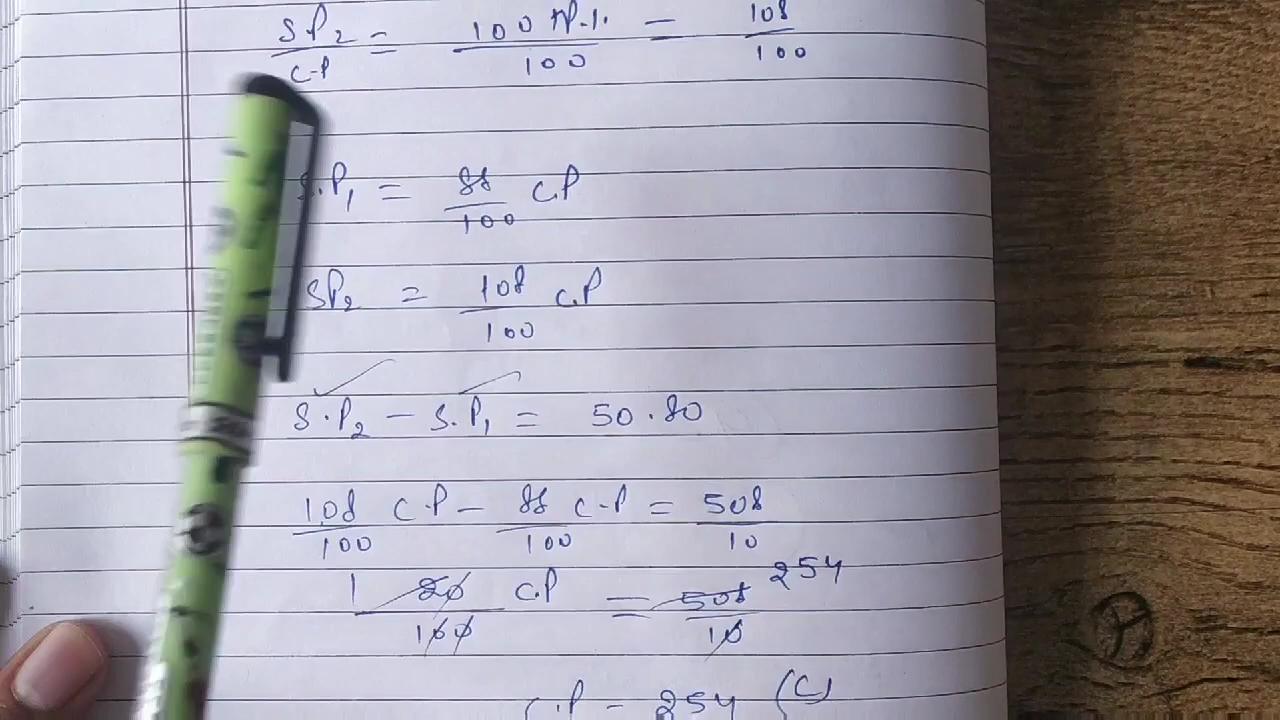 SP2/C.P = 100+P.1./100 = 108/100
S.P1 = 88/100 C.P
SP2 = 108/100 C.P
S.P2 - S.P1 = 50.80
108/100 C.P - 88/100 C.P = 508/10
1 20/100 C.P = 508/10 254
C.P = 254 (C)